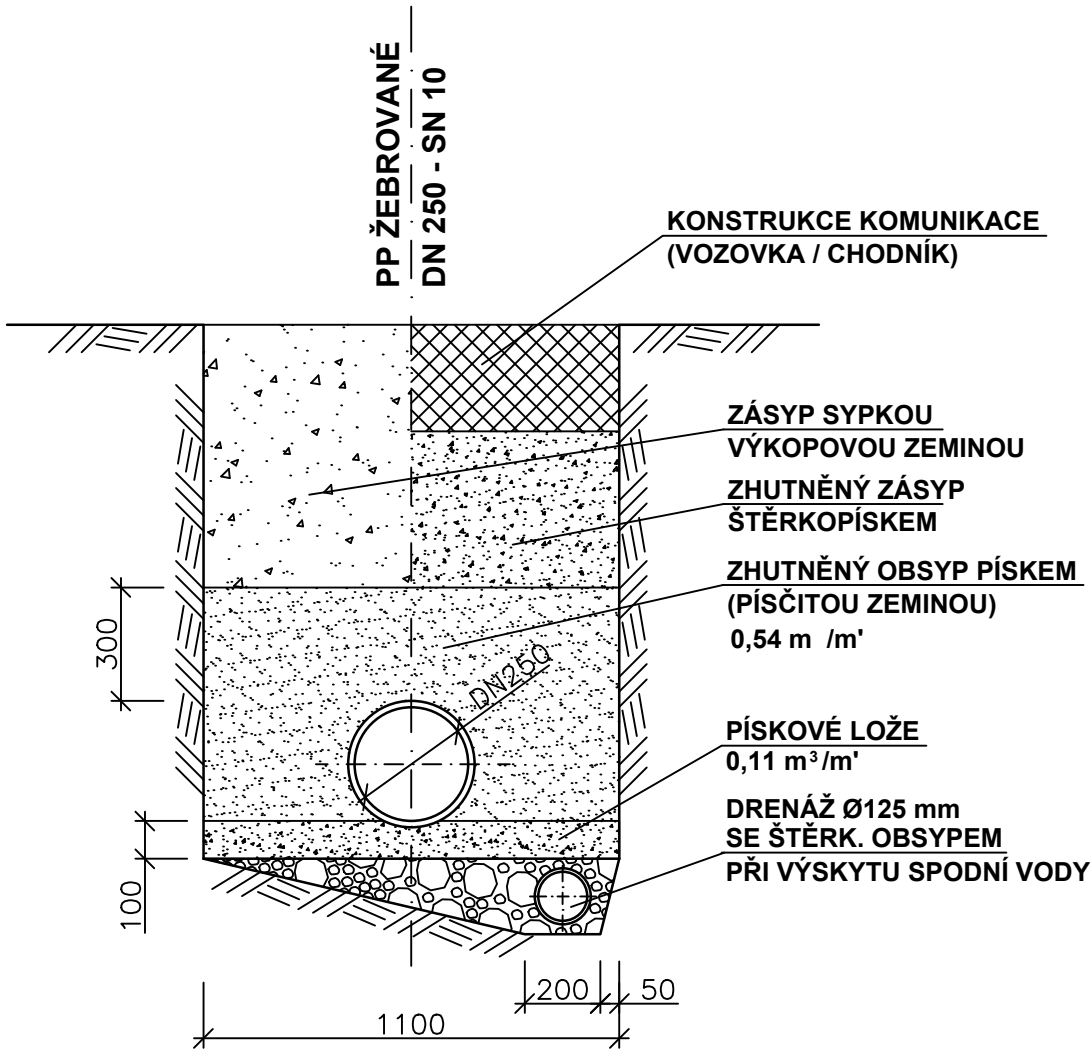 PP ŽEBROVANÉ
DN 250 - SN 10
KONSTRUKCE KOMUNIKACE
(VOZOVKA / CHODNÍK)
ZÁSYP SYPKOU
VÝKOPOVOU ZEMINOU
ZHUTNĚNÝ ZÁSYP
ŠTĚRKOPÍSKEM
ZHUTNĚNÝ OBSYP PÍSKEM
(PÍSČITOU ZEMINOU)
0,54 m /m'
300
DN250
PÍSKOVÉ LOŽE
0,11 m³/m'
DRENÁŽ Ø125 mm
SE ŠTĚRK. OBSYPEM
PŘI VÝSKYTU SPODNÍ VODY
100
200
50
1100